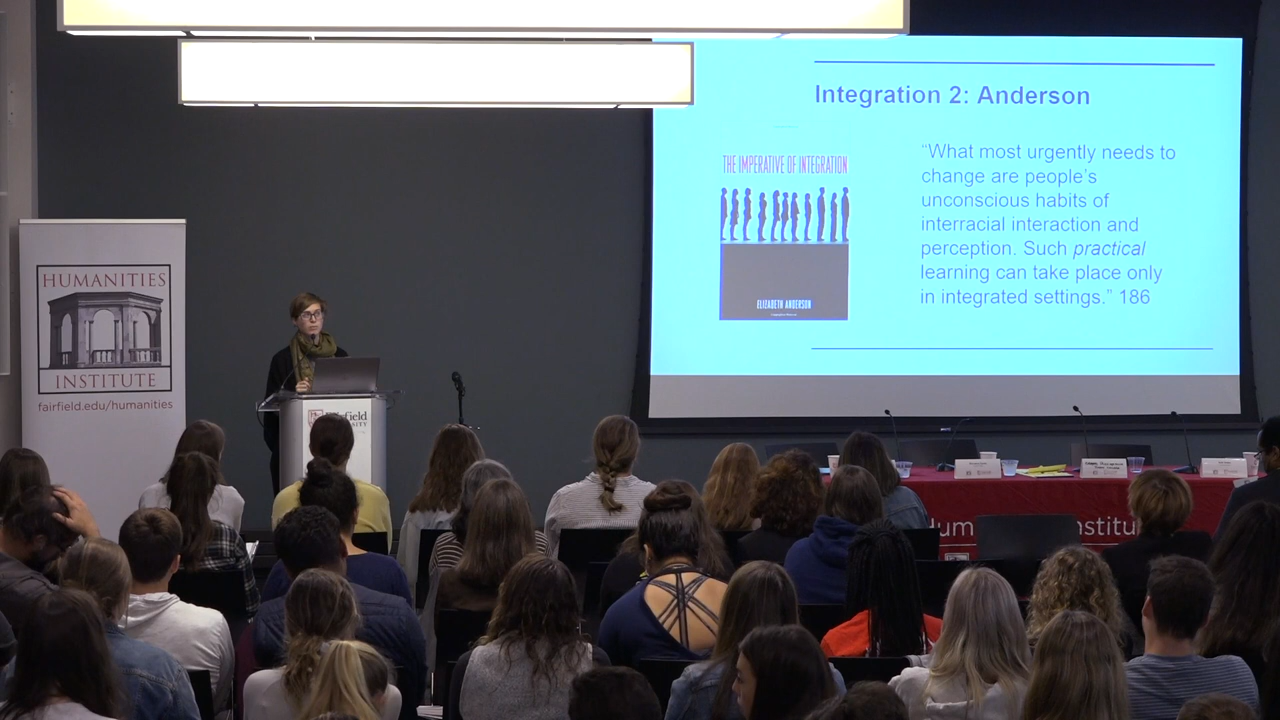 Integration 2: Anderson
THE IMPERATIVE OF INTEGRATION
ELIZABETH ANDERSON
“What most urgently needs to
change are people’s
unconscious habits of
interracial interaction and
perception. Such practical
learning can take place only
in integrated settings.” 186
HUMANITIES
INSTITUTE
fairfield.edu/humanities